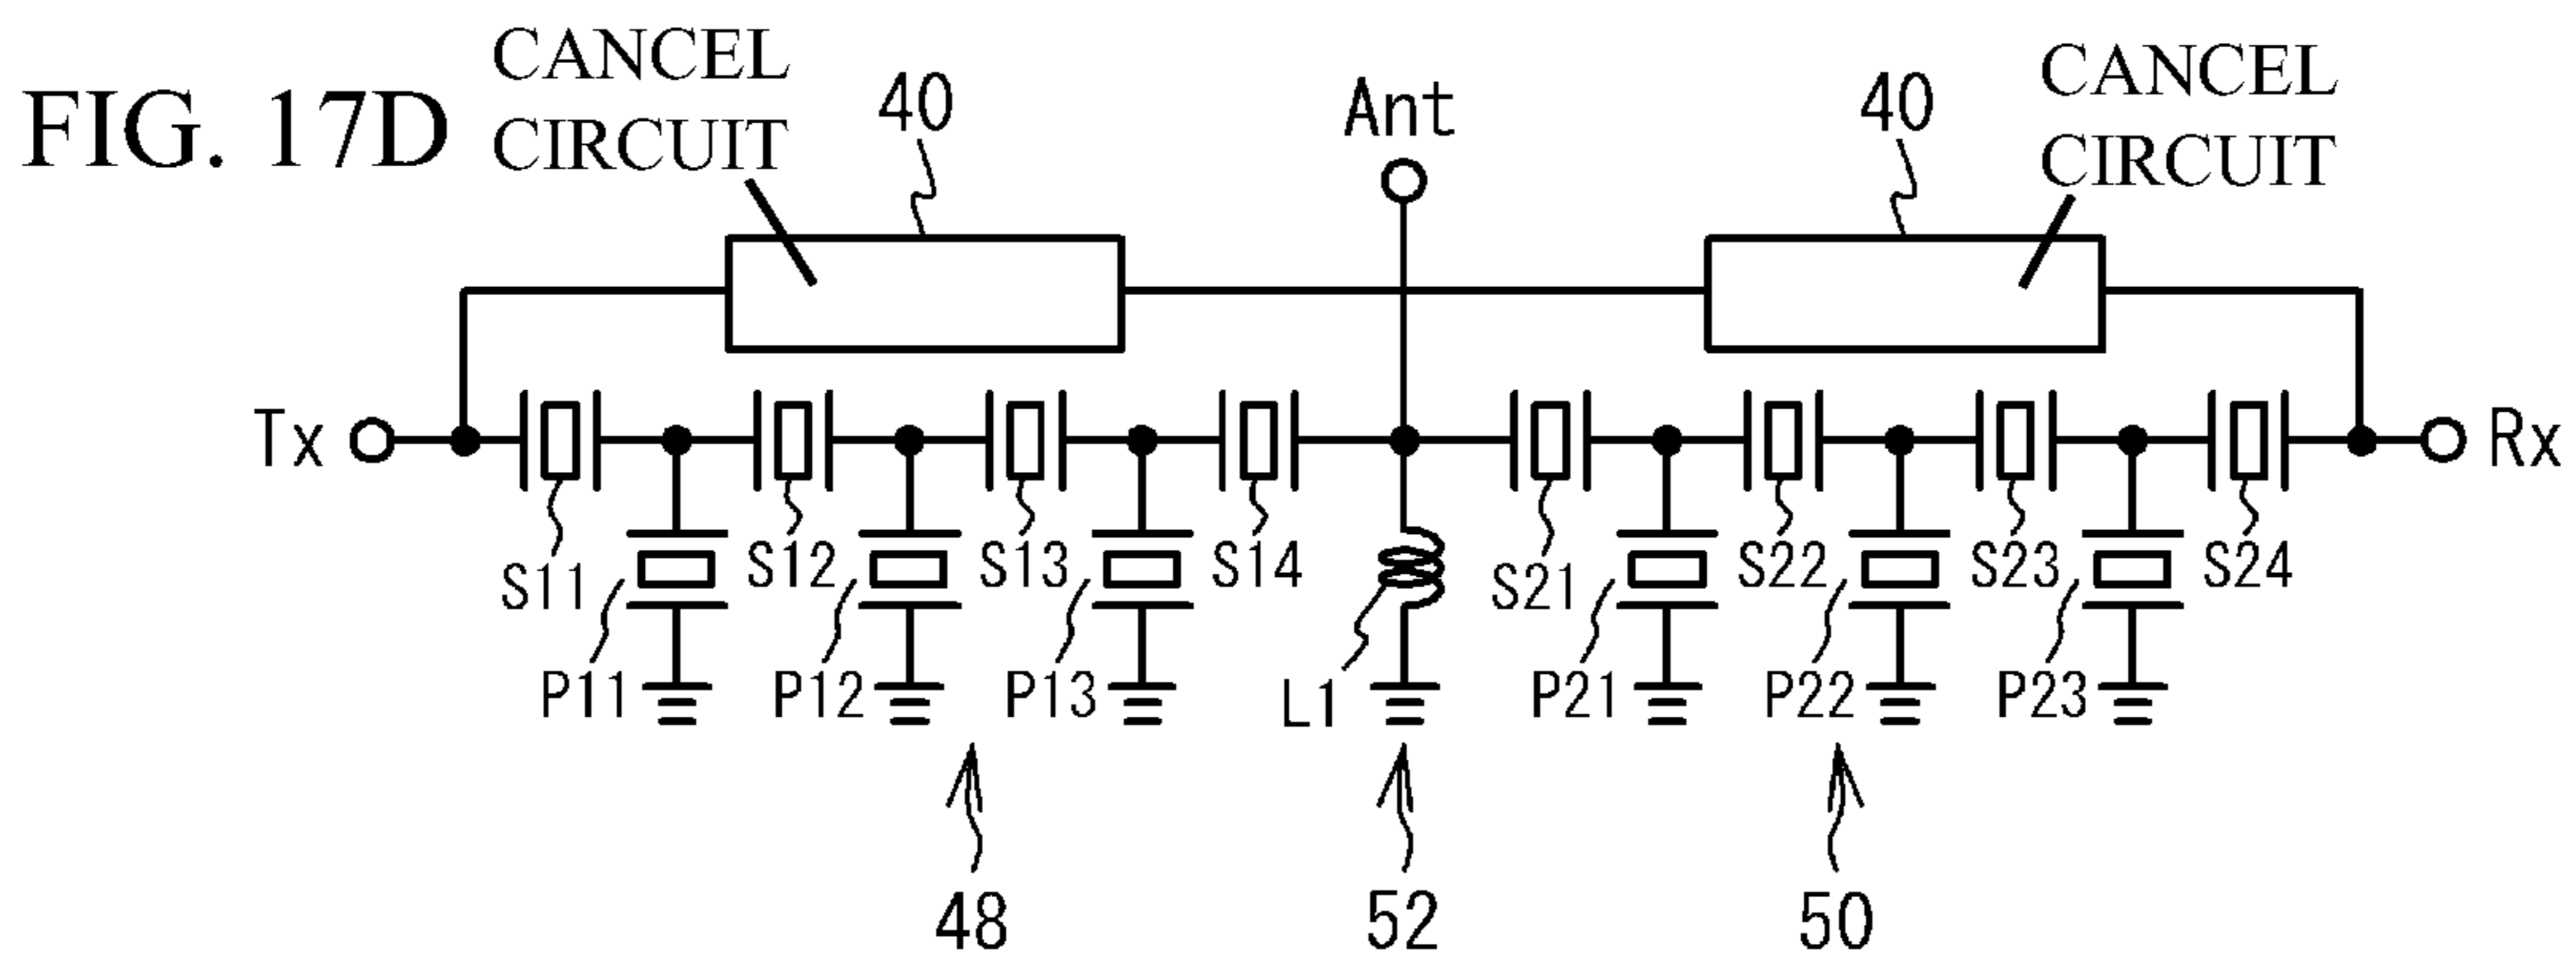 FIG. 17D
CANCEL
CIRCUIT
40
Ant
40
CANCEL
CIRCUIT
Tx
Rx
S11
S12
S13
S14
S21
S22
S23
S24
P11
P12
P13
L1
P21
P22
P23
48
52
50